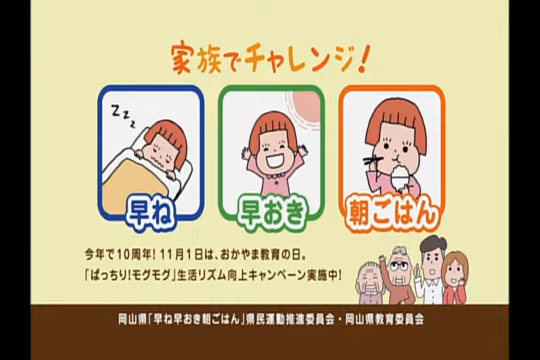 家族でチャレンジ!
zzz
早ね
早おき
朝ごはん
今年で10周年!11月1日は、おかやま教育の日。
「ぱっちり!モグモグ」生活リズム向上キャンペーン実施中!
岡山県「早ね早おき朝ごはん」県民運動推進委員会・岡山県教育委員会